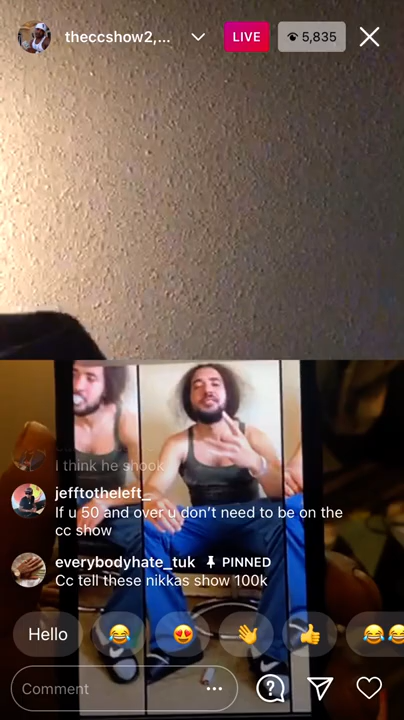 theccshow2,...
LIVE
5,835
I think he shook
jefftotheleft_
If u 50 and over u don't need to be on the
cc show
everybodyhate_tuk PINNED
Cc tell these nikkas show 100k
Hello
Comment